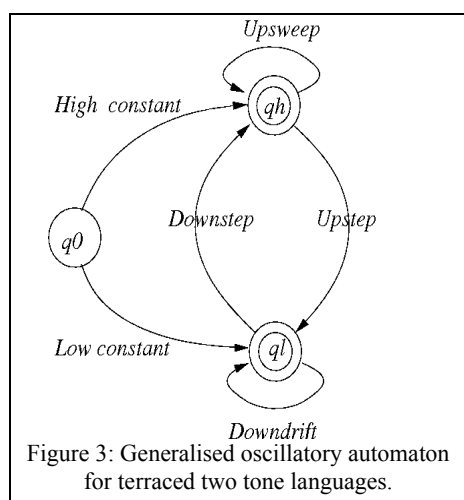 Upsweep
qh
High constant
Downstep
Upstep
q0
Low constant
ql
Downdrift
Figure 3: Generalised oscillatory automaton
for terraced two tone languages.